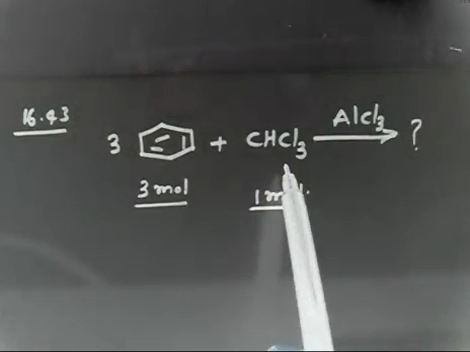 16.43
3 + CHCl₃ AlCl₃ → ?
3 mol